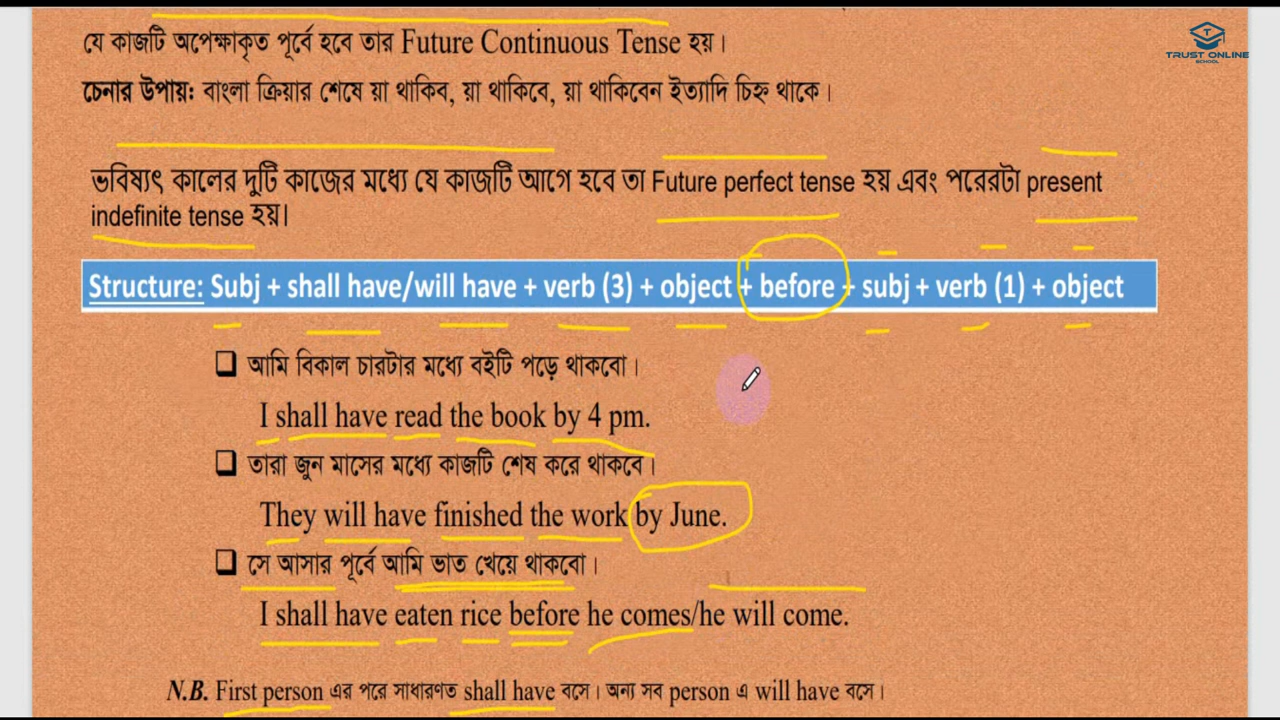 যে কাজটি অপেক্ষাকৃত পূর্বে হবে তার Future Continuous Tense হয়।
TRUST ONLINE
SCHOOL
চেনার উপায়: বাংলা ক্রিয়ার শেষে য়া থাকিব, য়া থাকিবে, য়া থাকিবেন ইত্যাদি চিহ্ন থাকে।
ভবিষ্যৎ কালের দুটি কাজের মধ্যে যে কাজটি আগে হবে তা Future perfect tense হয় এবং পরেরটা present
indefinite tense হয়।
Structure: Subj + shall have/will have + verb (3) + object + before + subj + verb (1) + object
❑ আমি বিকাল চারটার মধ্যে বইটি পড়ে থাকবো।
I shall have read the book by 4 pm.
❑ তারা জুন মাসের মধ্যে কাজটি শেষ করে থাকবে।
They will have finished the work by June.
❑ সে আসার পূর্বে আমি ভাত খেয়ে থাকবো।
I shall have eaten rice before he comes/he will come.
N.B. First person এর পরে সাধারণত shall have বসে। অন্য সব person এ will have বসে।